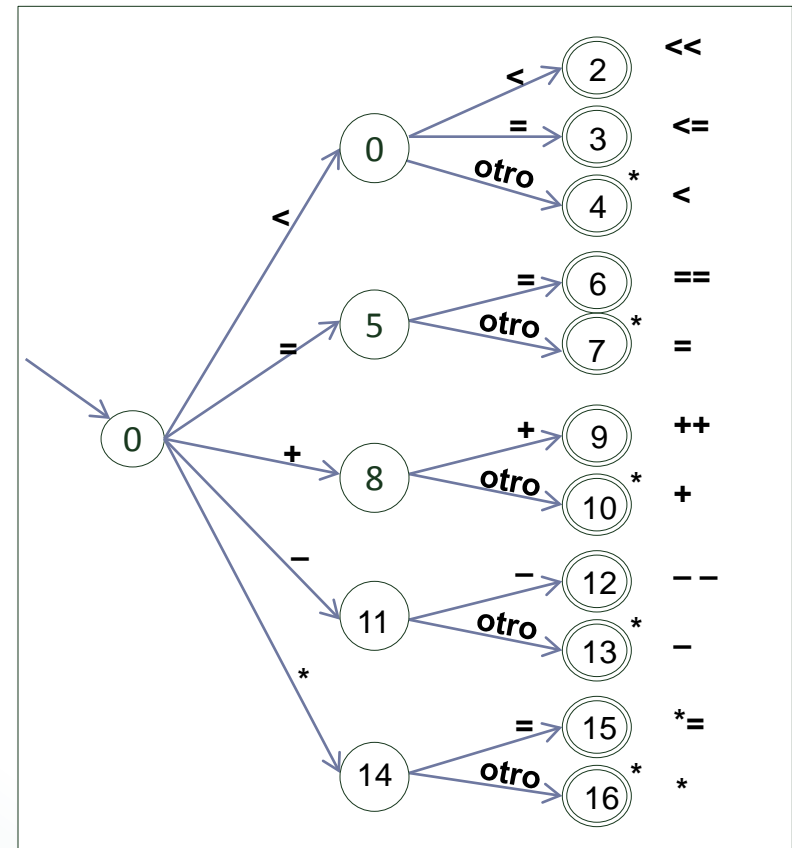 < 2 <<
0 = 3 <=
otro 4 * <
<
= 6 ==
5 otro 7 * =
=
0
+ 9 ++
+ 8 otro 10 * +
–
– 12 – –
11 otro 13 * –
*
= 15 *=
14 otro 16 * *